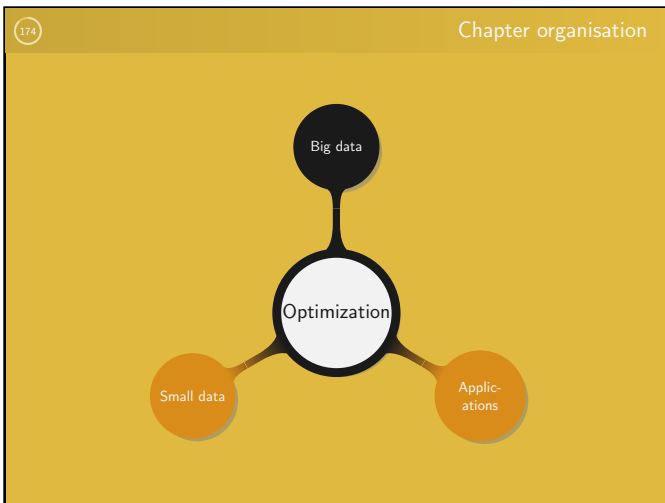 174
Chapter organisation
Big data
Optimization
Small data
Applic-
ations